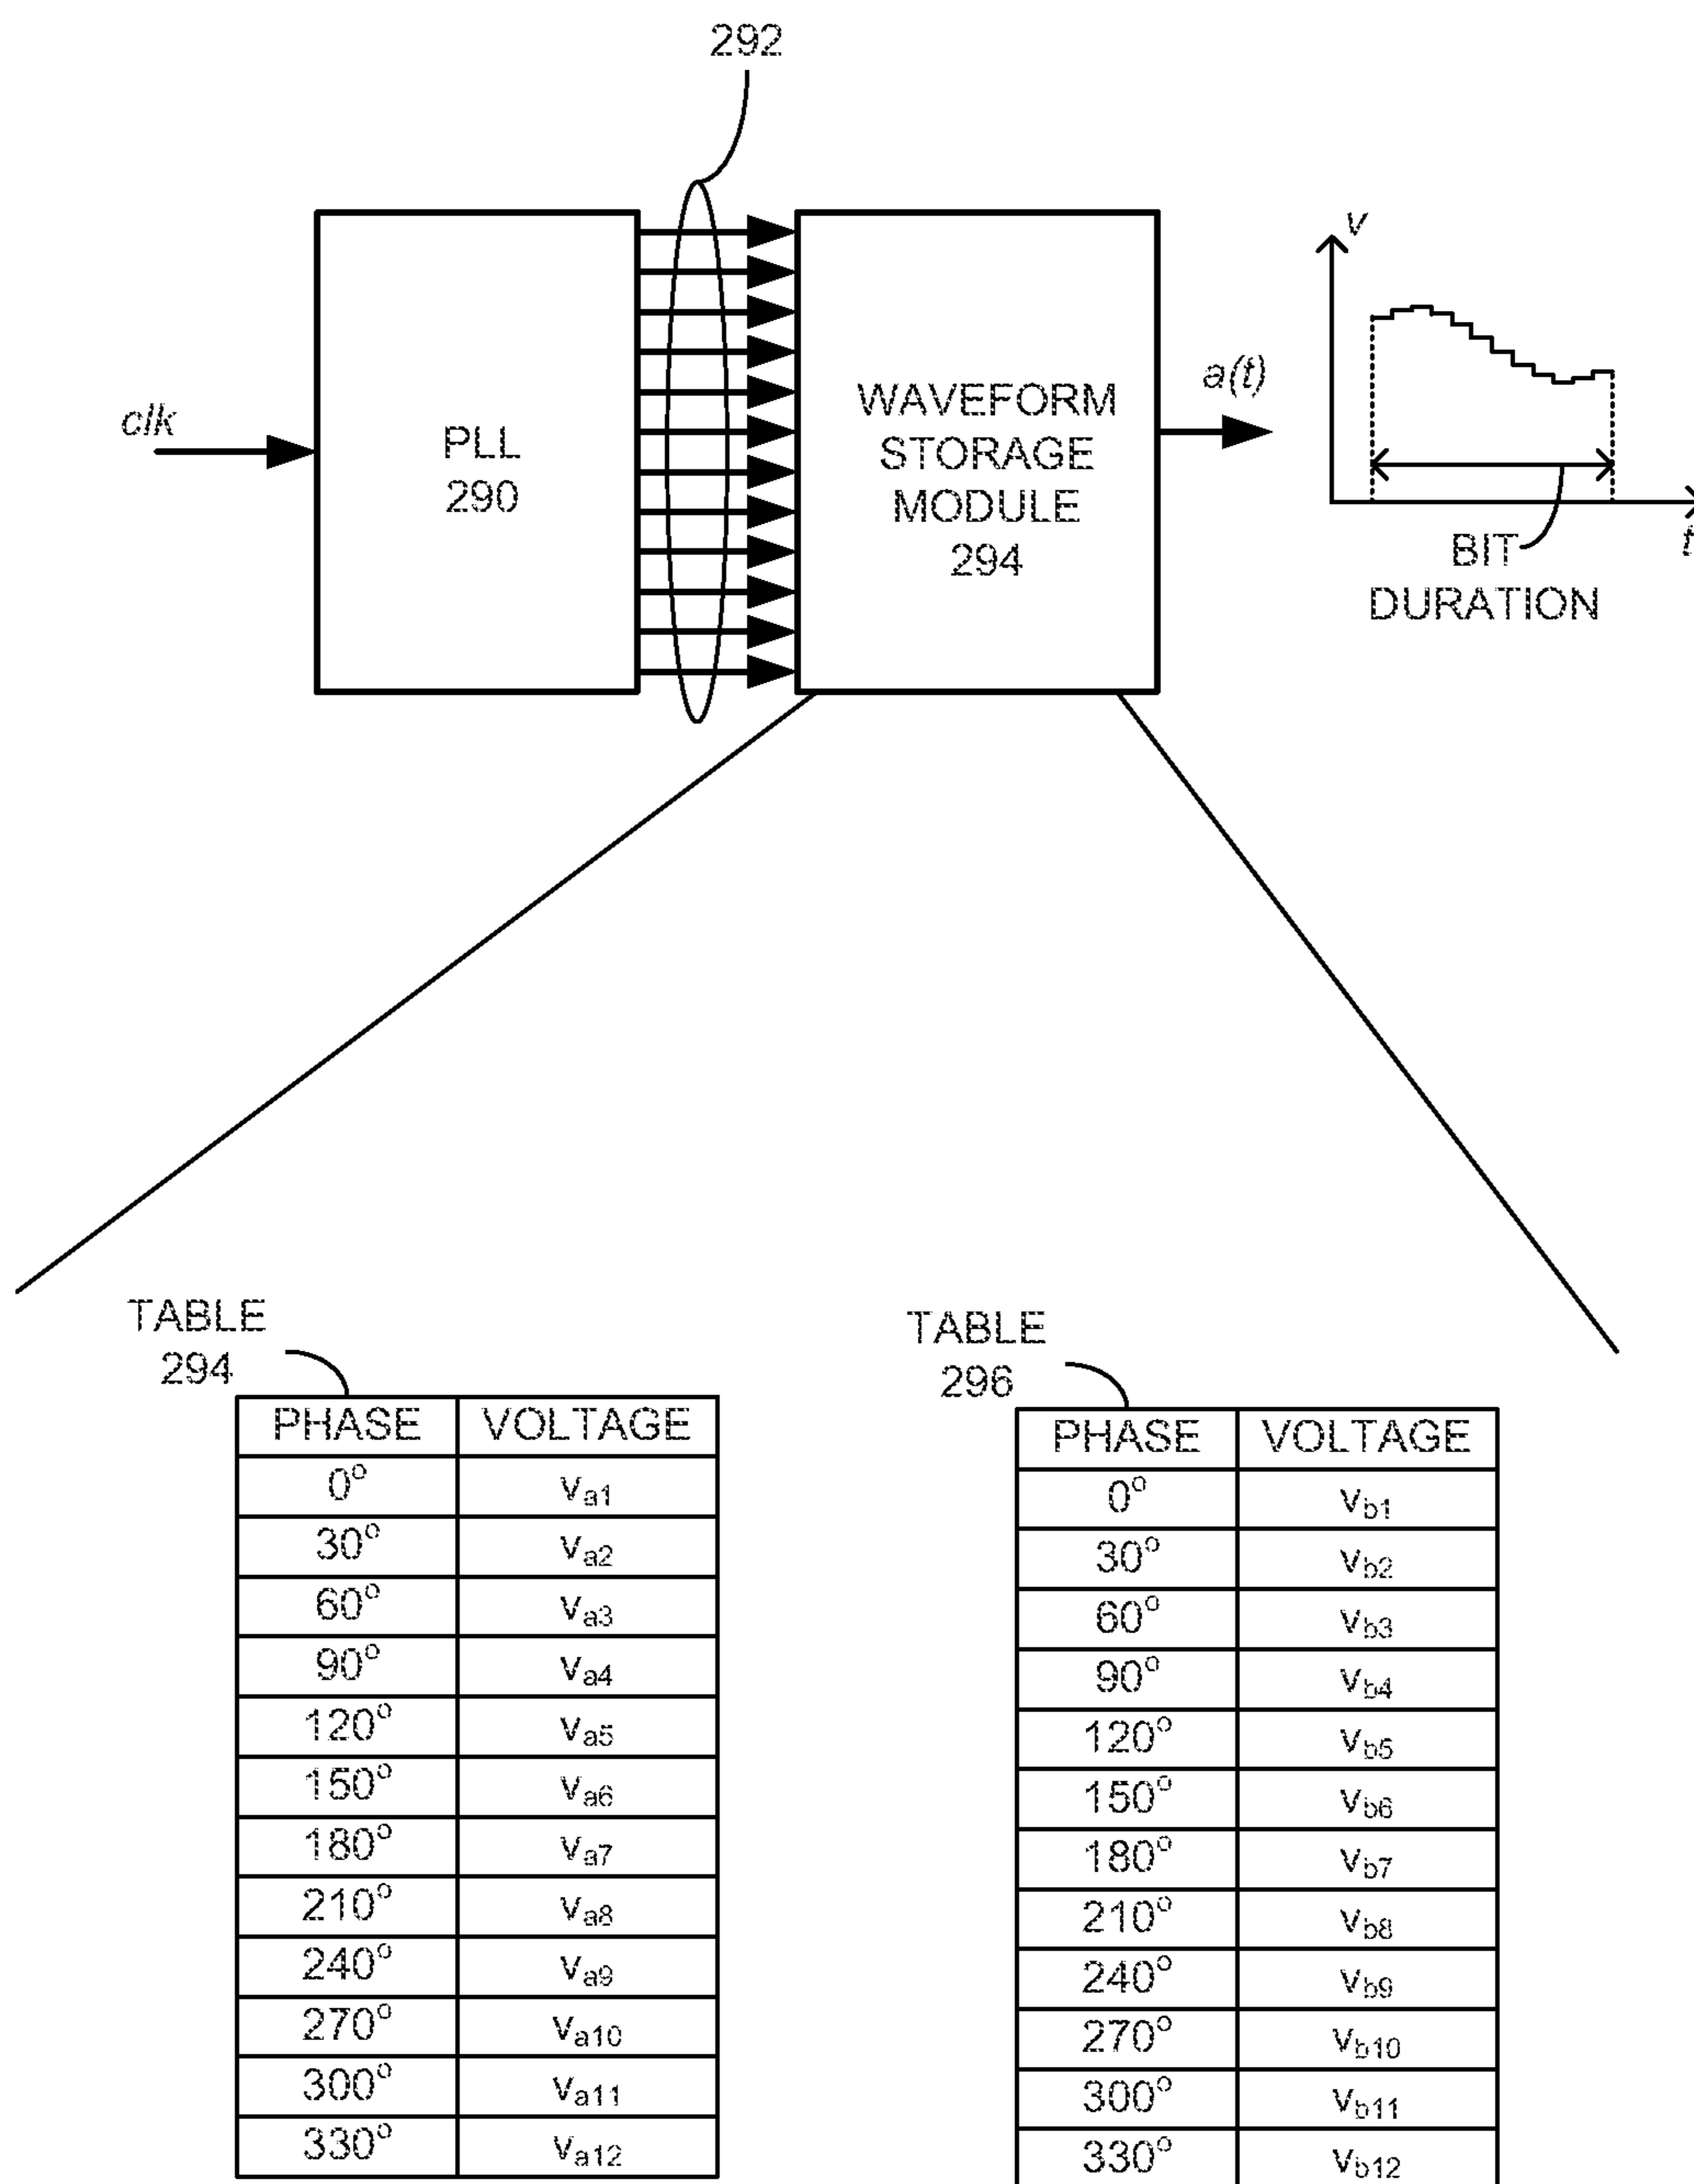 292
clk
PLL
290
WAVEFORM
STORAGE
MODULE
294
a(t)
v
t
BIT
DURATION
TABLE
294
PHASE VOLTAGE
0° va1
30° va2
60° va3
90° va4
120° va5
150° va6
180° va7
210° va8
240° va9
270° va10
300° va11
330° va12
TABLE
296
PHASE VOLTAGE
0° vb1
30° vb2
60° vb3
90° vb4
120° vb5
150° vb6
180° vb7
210° vb8
240° vb9
270° vb10
300° vb11
330° vb12